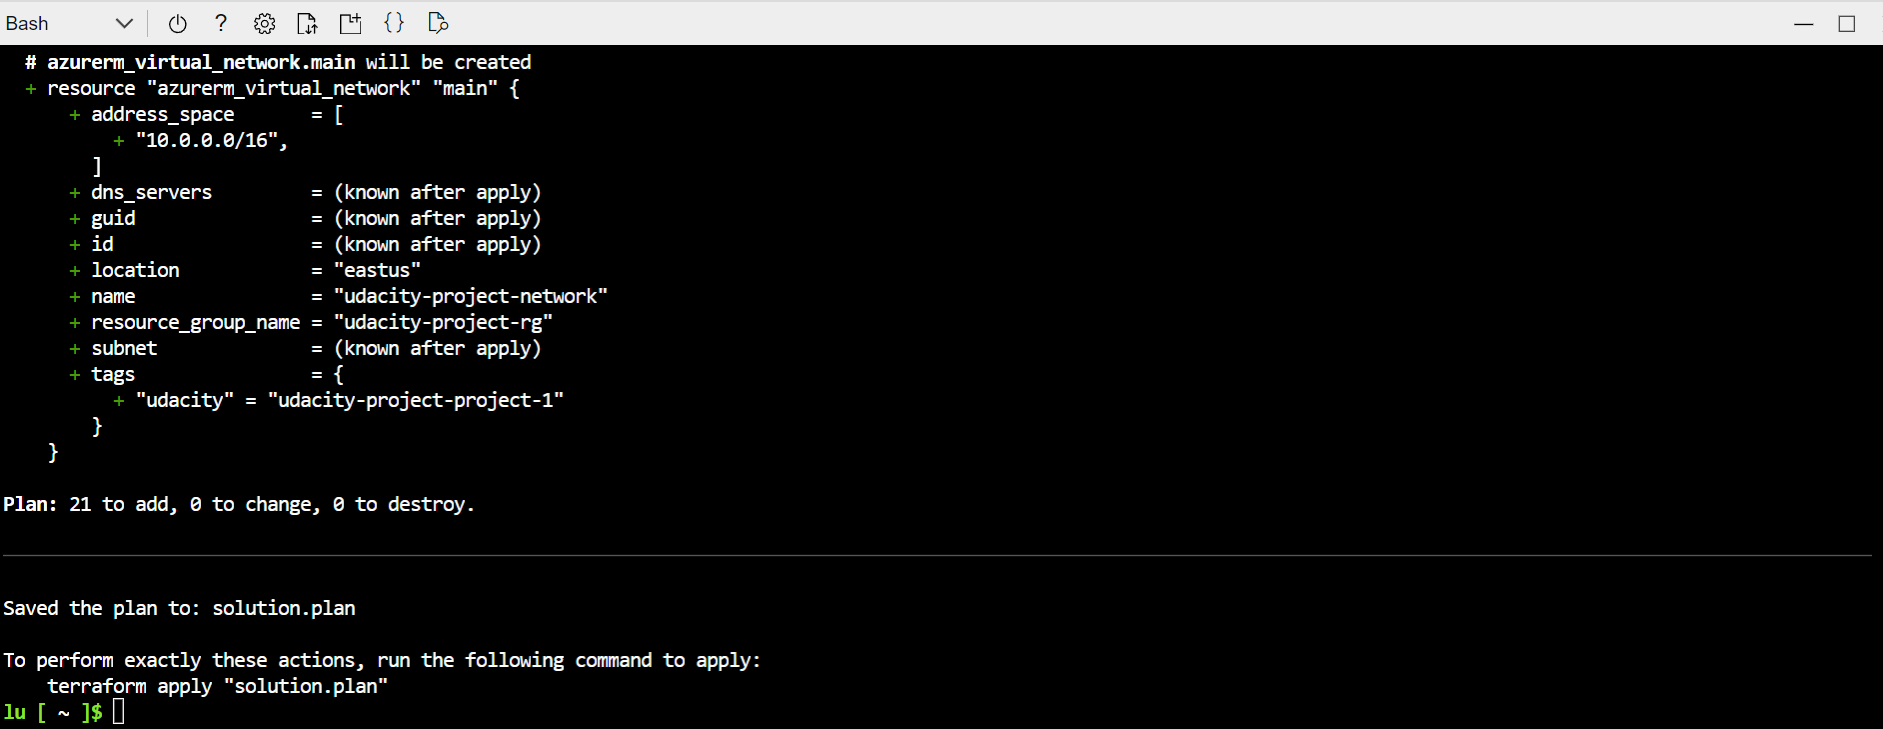 Bash
# azurerm_virtual_network.main will be created
+ resource "azurerm_virtual_network" "main" {
+ address_space = [
+ "10.0.0.0/16",
]
+ dns_servers = (known after apply)
+ guid = (known after apply)
+ id = (known after apply)
+ location = "eastus"
+ name = "udacity-project-network"
+ resource_group_name = "udacity-project-rg"
+ subnet = (known after apply)
+ tags = {
+ "udacity" = "udacity-project-project-1"
}
}
Plan: 21 to add, 0 to change, 0 to destroy.
Saved the plan to: solution.plan
To perform exactly these actions, run the following command to apply:
terraform apply "solution.plan"
lu [ ~ ]$